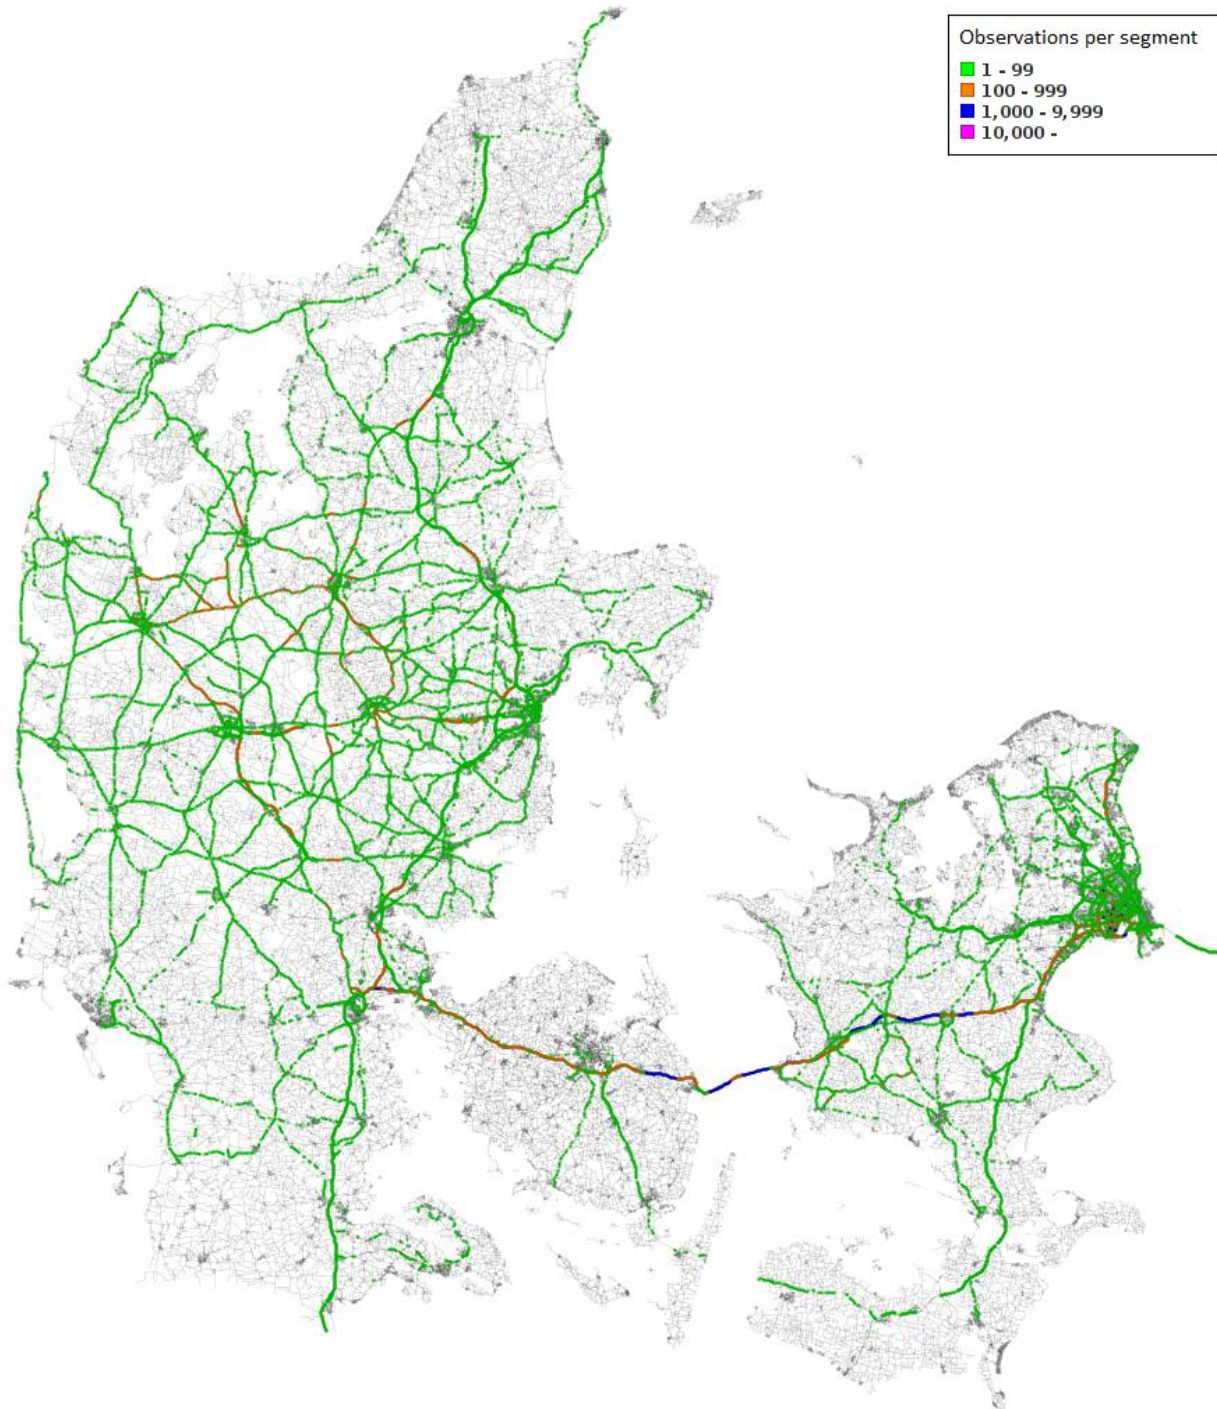 Observations per segment
1 - 99
100 - 999
1,000 - 9,999
10,000 -